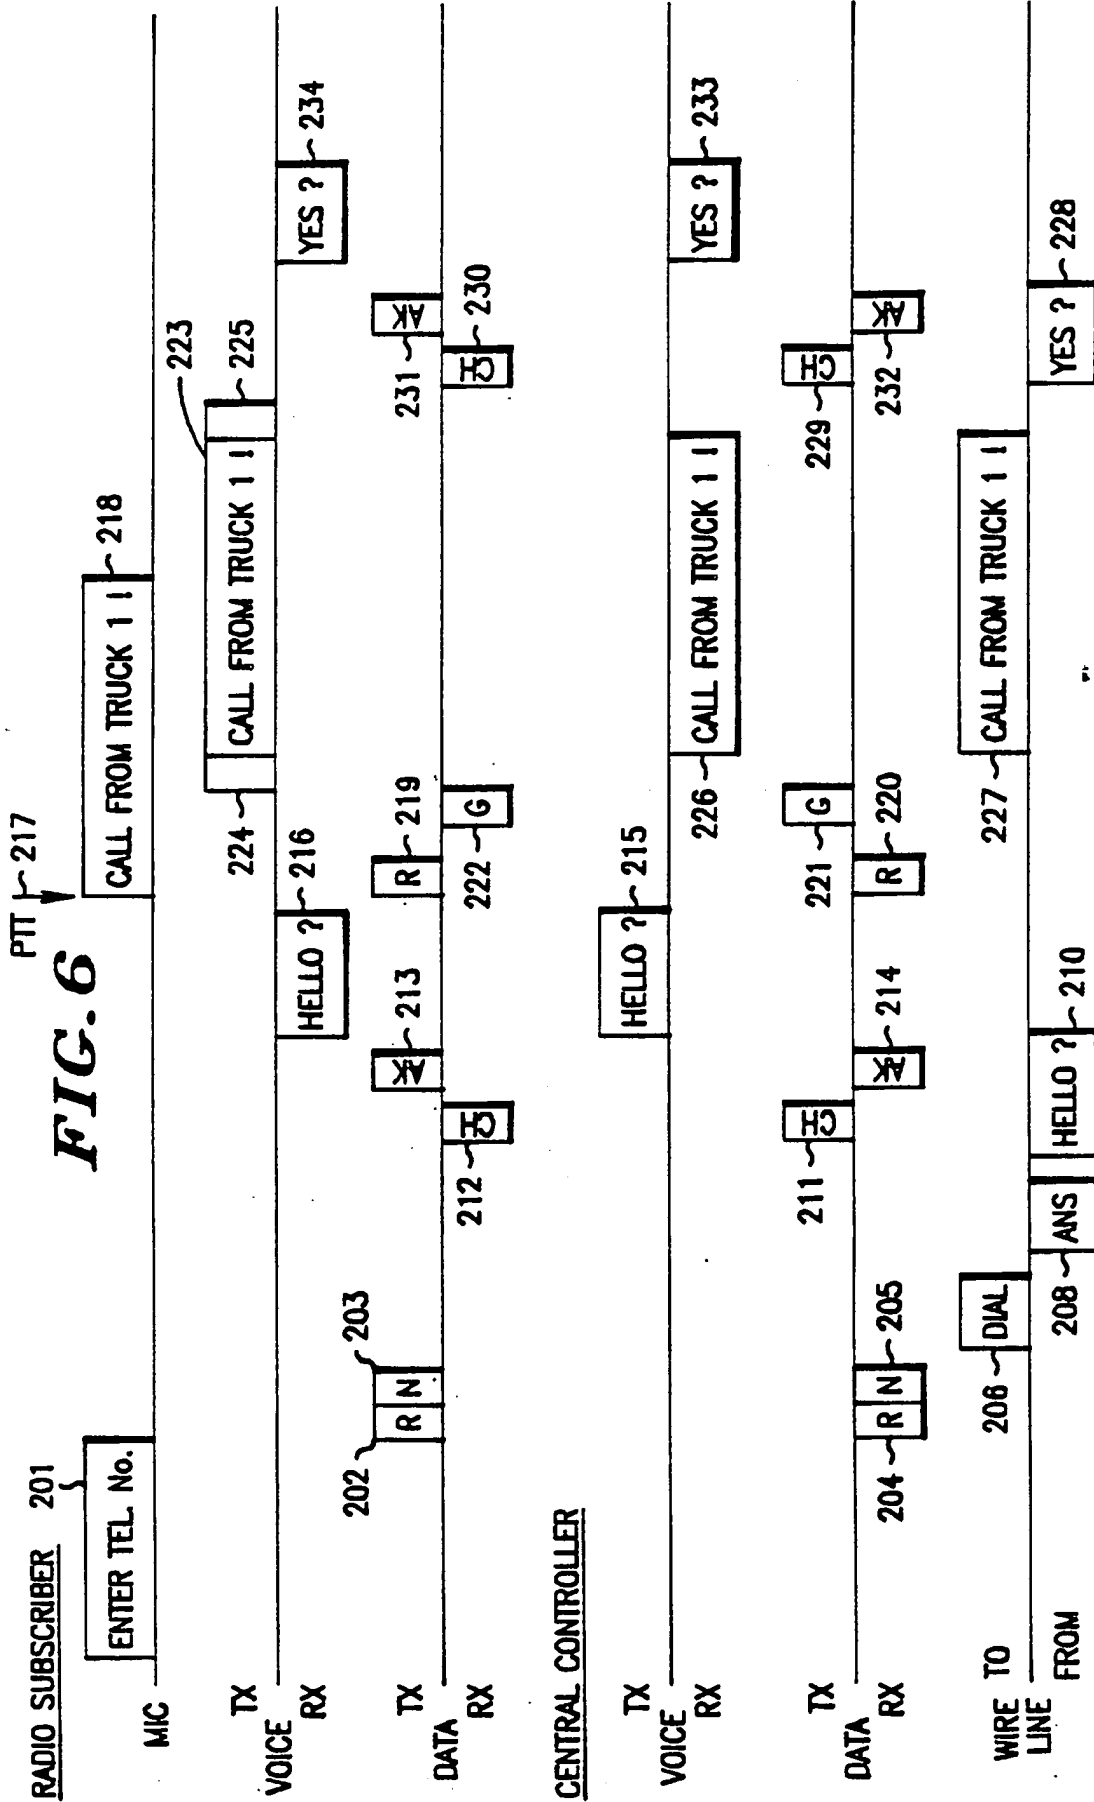 FIG. 6
RADIO SUBSCRIBER
201
ENTER TEL. No.
PTT
217
CALL FROM TRUCK 1 !
218
MIC
TX
VOICE
RX
HELLO ?
216
224
CALL FROM TRUCK 1 !
223
225
YES ?
234
TX
DATA
RX
202
R N
203
212
CH
AK
213
R
219
222
G
231
AK
CH
230
CENTRAL CONTROLLER
TX
VOICE
RX
HELLO ?
215
226
CALL FROM TRUCK 1 !
YES ?
233
TX
DATA
RX
204
R N
205
211
CH
AK
214
221
G
R
220
229
CH
232
AK
WIRE
LINE
TO
FROM
206
DIAL
208
ANS
HELLO ?
210
227
CALL FROM TRUCK 1 !
YES ?
228